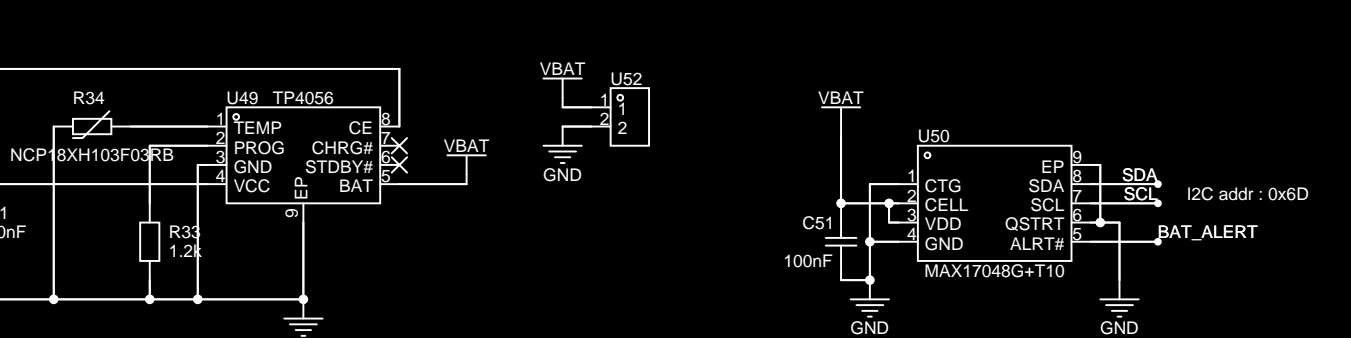 R34
NCP18XH103F03RB
U49 TP4056
1 TEMP
2 PROG
3 GND
4 VCC
CE 8
CHRG# 7
STDBY# 6
BAT 5
EP
9
VBAT
R33
1.2k
1
0nF
VBAT
U52
1 1
2 2
GND
VBAT
C51
100nF
U50
1 CTG
2 CELL
3 VDD
4 GND
EP 9
SDA 8
SCL 7
QSTRT 6
ALRT# 5
MAX17048G+T10
SDA
SCL
I2C addr : 0x6D
BAT_ALERT
GND
GND